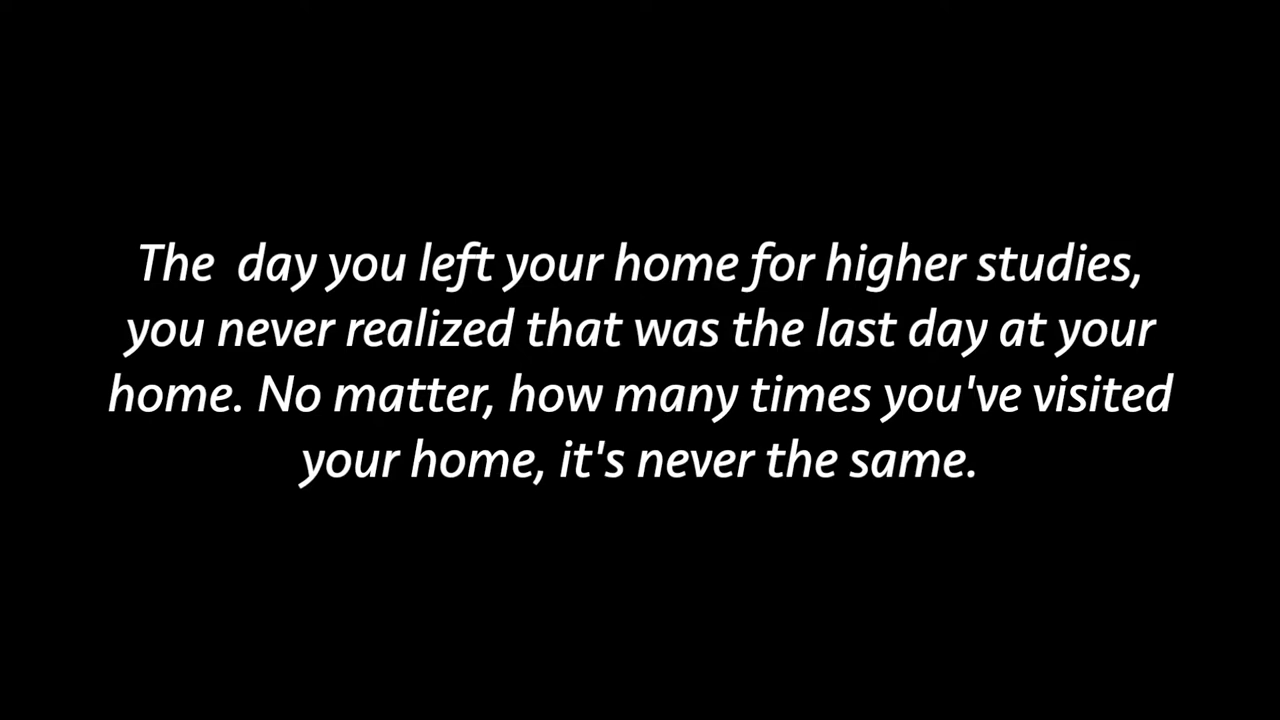 The  day you left your home for higher studies,
you never realized that was the last day at your
home. No matter, how many times you've visited
your home, it's never the same.